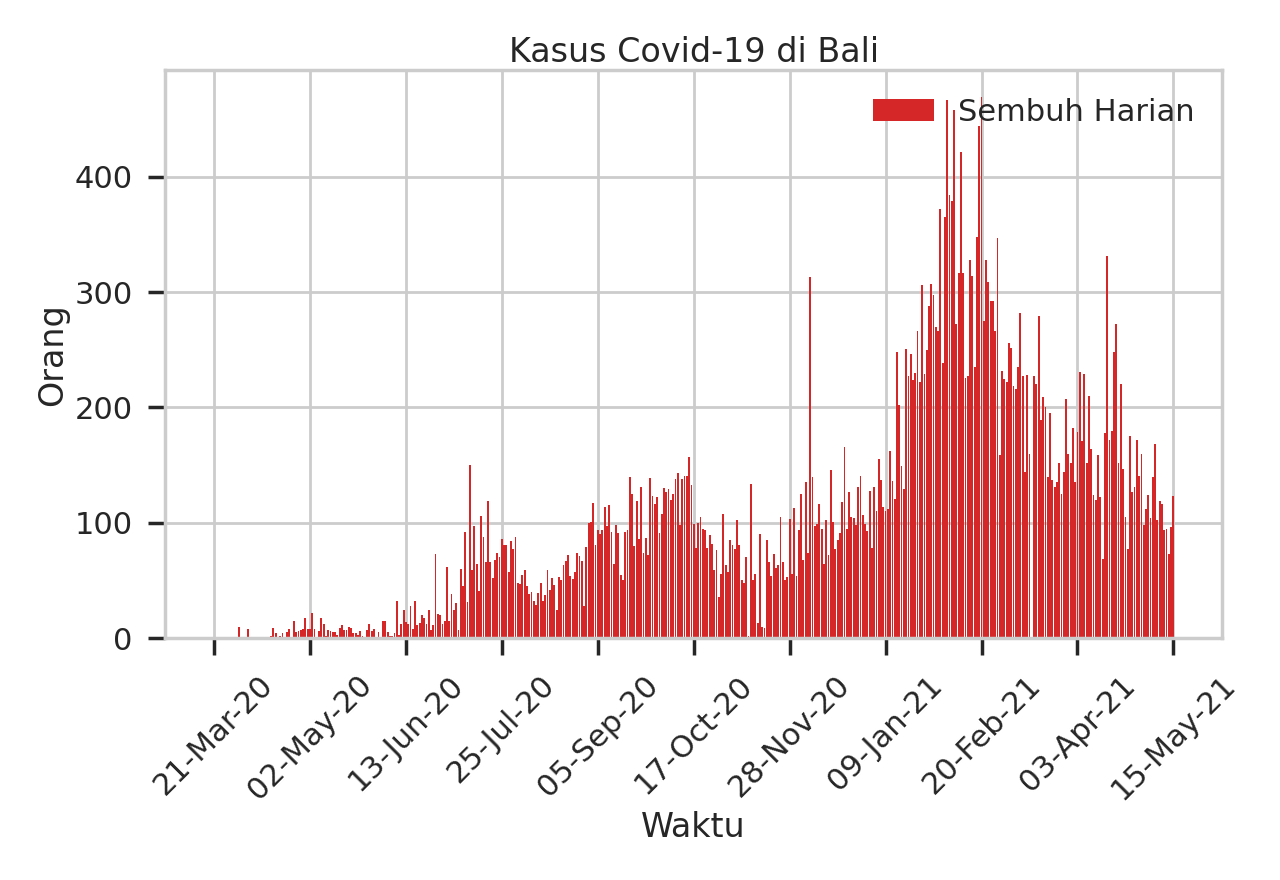 Kasus Covid-19 di Bali
Sembuh Harian
Orang
400
300
200
100
0
21-Mar-20
02-May-20
13-Jun-20
25-Jul-20
05-Sep-20
17-Oct-20
28-Nov-20
09-Jan-21
20-Feb-21
03-Apr-21
15-May-21
Waktu